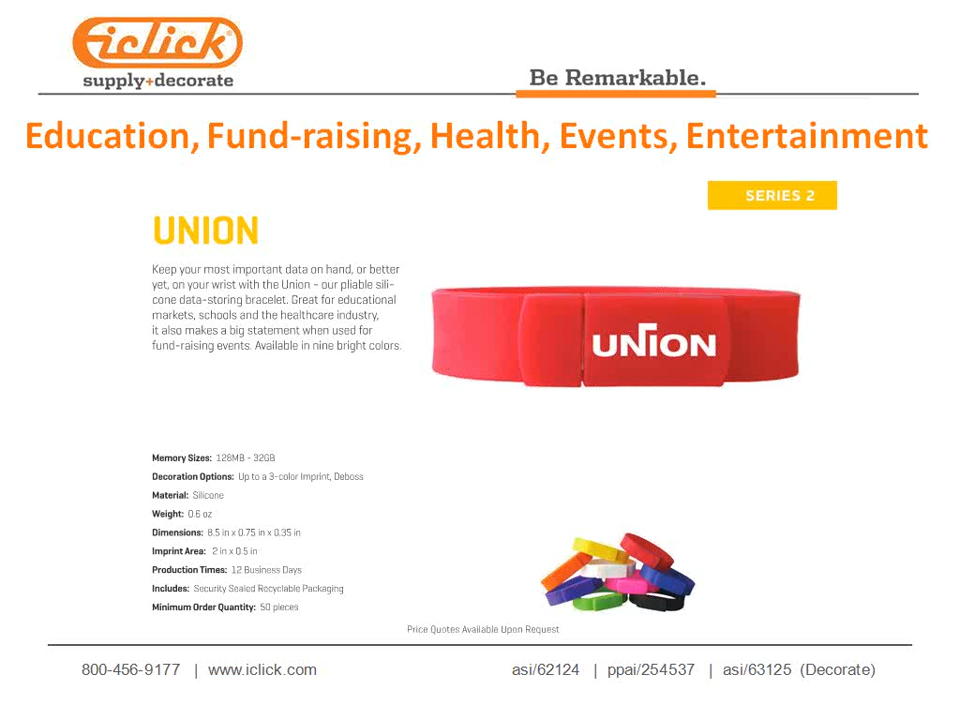 iclick®
supply+decorate
Be Remarkable.
Education, Fund-raising, Health, Events, Entertainment
SERIES 2
UNION
Keep your most important data on hand, or better
yet, on your wrist with the Union - our pliable sili-
cone data-storing bracelet. Great for educational
markets, schools and the healthcare industry,
it also makes a big statement when used for
fund-raising events. Available in nine bright colors.
UNION
Memory Sizes: 128MB - 32GB
Decoration Options: Up to a 3-color Imprint, Deboss
Material: Silicone
Weight: 0.6 oz
Dimensions: 8.5 in x 0.75 in x 0.35 in
Imprint Area: 2 in x 0.5 in
Production Times: 12 Business Days
Includes: Security Sealed Recyclable Packaging
Minimum Order Quantity: 50 pieces
Price Quotes Available Upon Request
800-456-9177 | www.iclick.com
asi/62124 | ppai/254537 | asi/63125 (Decorate)